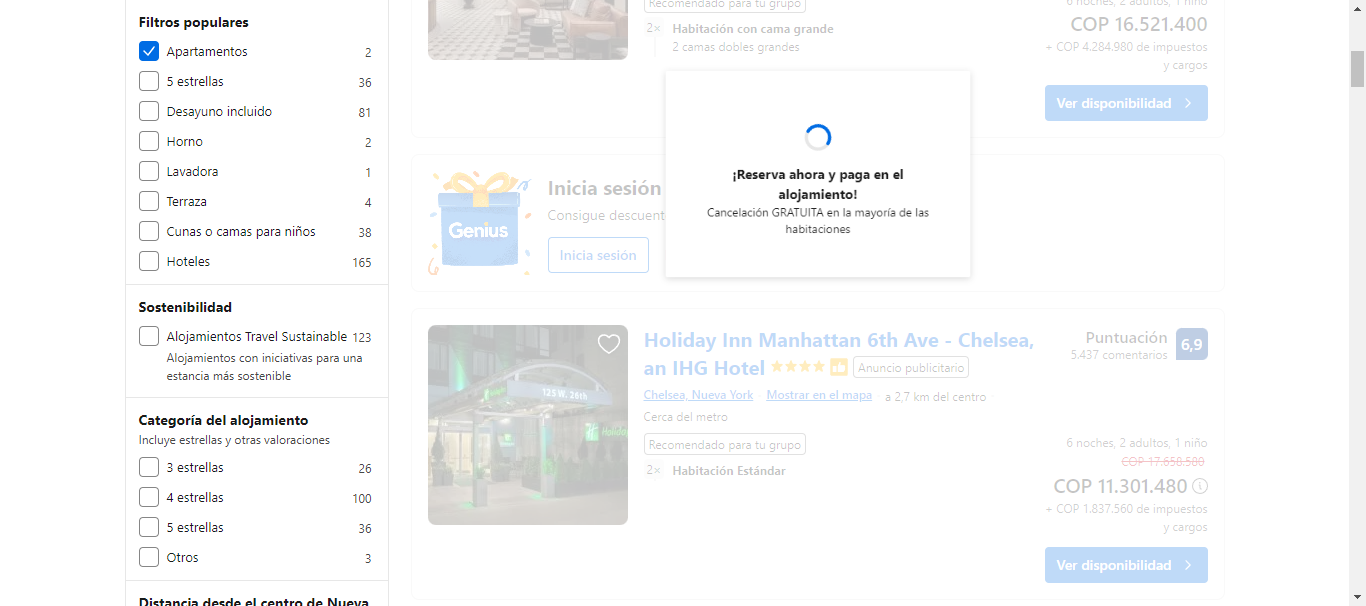 Filtros populares
Apartamentos 2
5 estrellas 36
Desayuno incluido 81
Horno 2
Lavadora 1
Terraza 4
Cunas o camas para niños 38
Hoteles 165
Sostenibilidad
Alojamientos Travel Sustainable 123
Alojamientos con iniciativas para una
estancia más sostenible
Categoría del alojamiento
Incluye estrellas y otras valoraciones
3 estrellas 26
4 estrellas 100
5 estrellas 36
Otros 3
Distancia desde el centro de Nueva
Recomendado para tu grupo
2× Habitación con cama grande
2 camas dobles grandes
6 noches, 2 adultos, 1 niño
COP 16.521.400
+ COP 4.284.980 de impuestos
y cargos
Ver disponibilidad
¡Reserva ahora y paga en el
alojamiento!
Cancelación GRATUITA en la mayoría de las
habitaciones
Genius
Inicia sesión
Consigue descuent
Inicia sesión
125 W. 26th
Holiday
Holiday Inn Manhattan 6th Ave - Chelsea,
an IHG Hotel Anuncio publicitario
Chelsea, Nueva York · Mostrar en el mapa a 2,7 km del centro ·
Cerca del metro
Puntuación 6,9
5.437 comentarios
Recomendado para tu grupo
2× Habitación Estándar
6 noches, 2 adultos, 1 niño
COP 17.658.580
COP 11.301.480
+ COP 1.837.560 de impuestos
y cargos
Ver disponibilidad